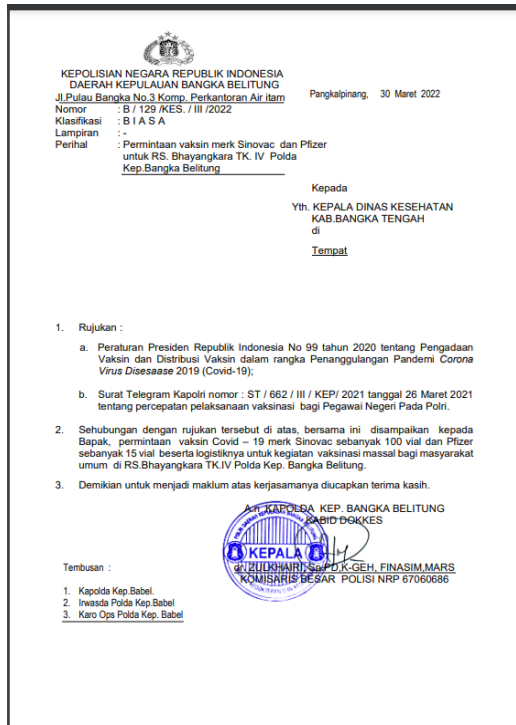 KEPOLISIAN NEGARA REPUBLIK INDONESIA
DAERAH KEPULAUAN BANGKA BELITUNG
Jl.Pulau Bangka No.3 Komp. Perkantoran Air itam
Pangkalpinang, 30 Maret 2022
Nomor : B / 129 /KES. / III /2022
Klasifikasi : B I A S A
Lampiran : -
Perihal : Permintaan vaksin merk Sinovac dan Pfizer
untuk RS. Bhayangkara TK. IV Polda
Kep.Bangka Belitung
Kepada
Yth. KEPALA DINAS KESEHATAN
KAB.BANGKA TENGAH
di
Tempat
1. Rujukan :
a. Peraturan Presiden Republik Indonesia No 99 tahun 2020 tentang Pengadaan
Vaksin dan Distribusi Vaksin dalam rangka Penanggulangan Pandemi Corona
Virus Disesaase 2019 (Covid-19);
b. Surat Telegram Kapolri nomor : ST / 662 / III / KEP/ 2021 tanggal 26 Maret 2021
tentang percepatan pelaksanaan vaksinasi bagi Pegawai Negeri Pada Polri.
2. Sehubungan dengan rujukan tersebut di atas, bersama ini disampaikan kepada
Bapak, permintaan vaksin Covid – 19 merk Sinovac sebanyak 100 vial dan Pfizer
sebanyak 15 vial beserta logistiknya untuk kegiatan vaksinasi massal bagi masyarakat
umum di RS.Bhayangkara TK.IV Polda Kep. Bangka Belitung.
3. Demikian untuk menjadi maklum atas kerjasamanya diucapkan terima kasih.
A.n. KAPOLDA KEP. BANGKA BELITUNG
KABID DOKKES
KEPALA
dr. ZULKHAIRI, Sp.PD,K-GEH, FINASIM,MARS
KOMISARIS BESAR POLISI NRP 67060686
Tembusan :
1. Kapolda Kep.Babel.
2. Irwasda Polda Kep.Babel
3. Karo Ops Polda Kep. Babel